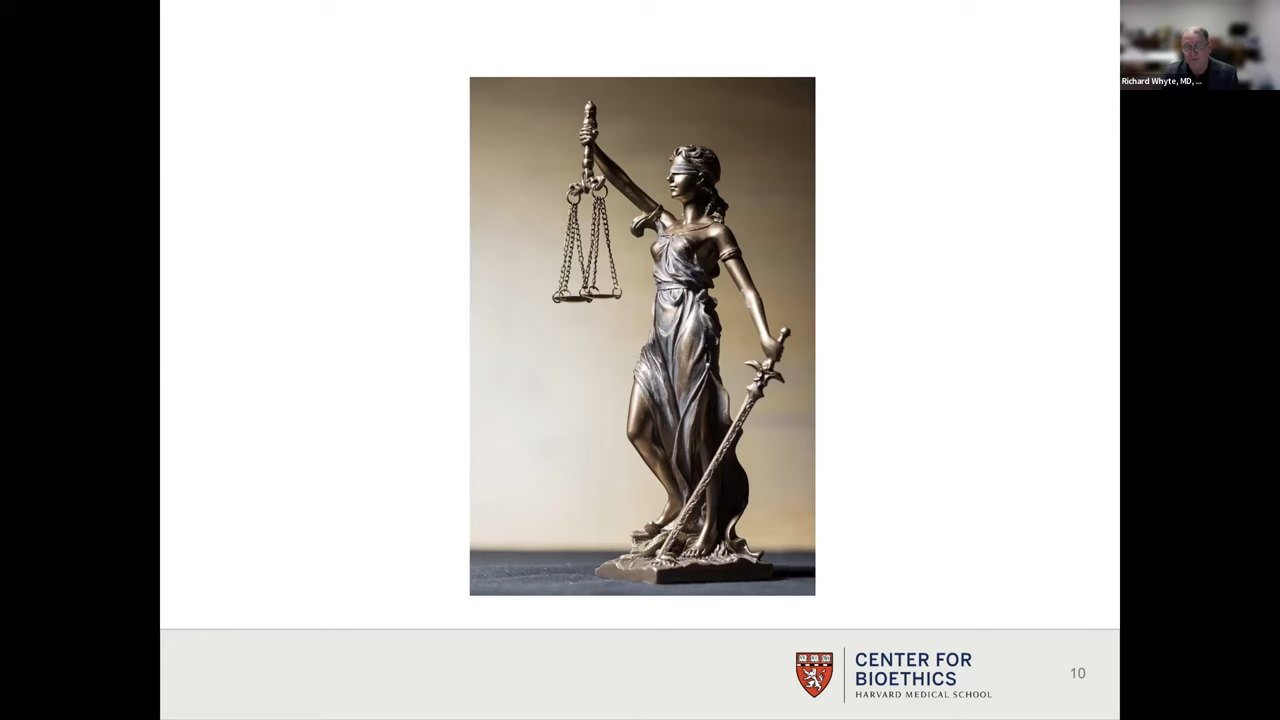 Richard Whyte, MD, ...
CENTER FOR
BIOETHICS
HARVARD MEDICAL SCHOOL
10